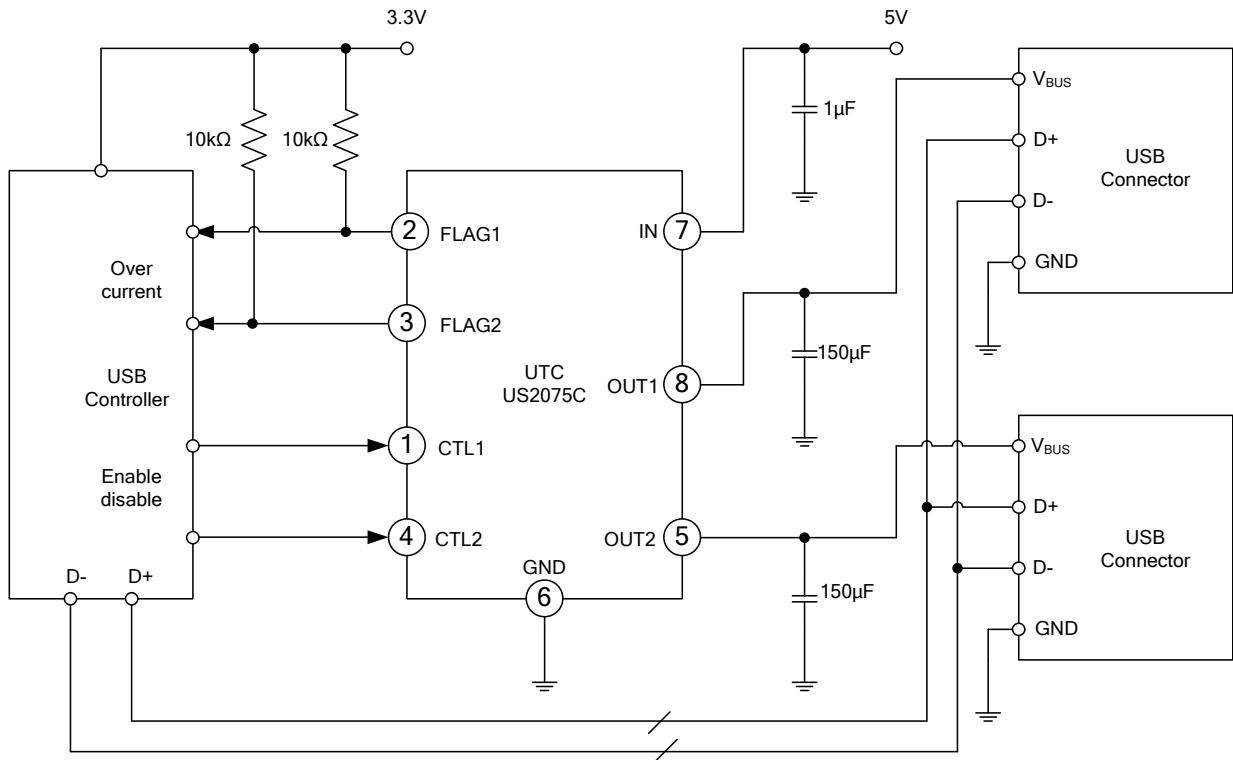 3.3V
5V
10kΩ
10kΩ
1µF
V_BUS
D+
D-
GND
USB
Connector
2
FLAG1
IN
7
Over
current
3
FLAG2
150µF
UTC
US2075C
OUT1
8
USB
Controller
1
CTL1
V_BUS
D+
D-
GND
USB
Connector
Enable
disable
4
CTL2
OUT2
5
GND
6
150µF
D-
D+